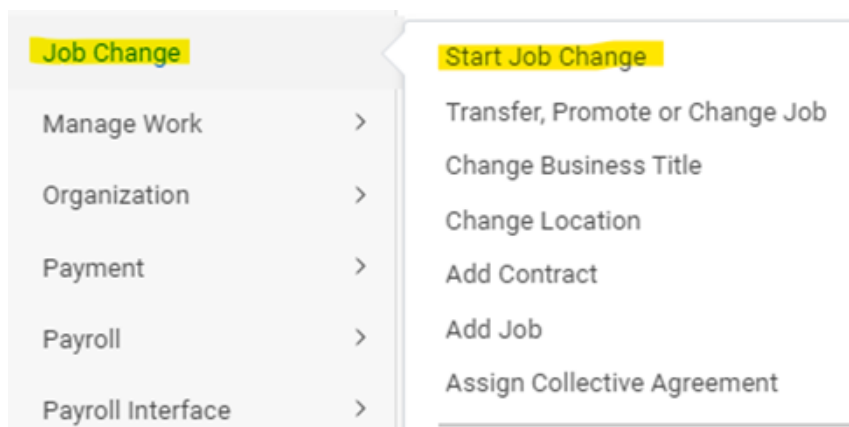 Job Change
Manage Work
Organization
Payment
Payroll
Payroll Interface
Start Job Change
Transfer, Promote or Change Job
Change Business Title
Change Location
Add Contract
Add Job
Assign Collective Agreement